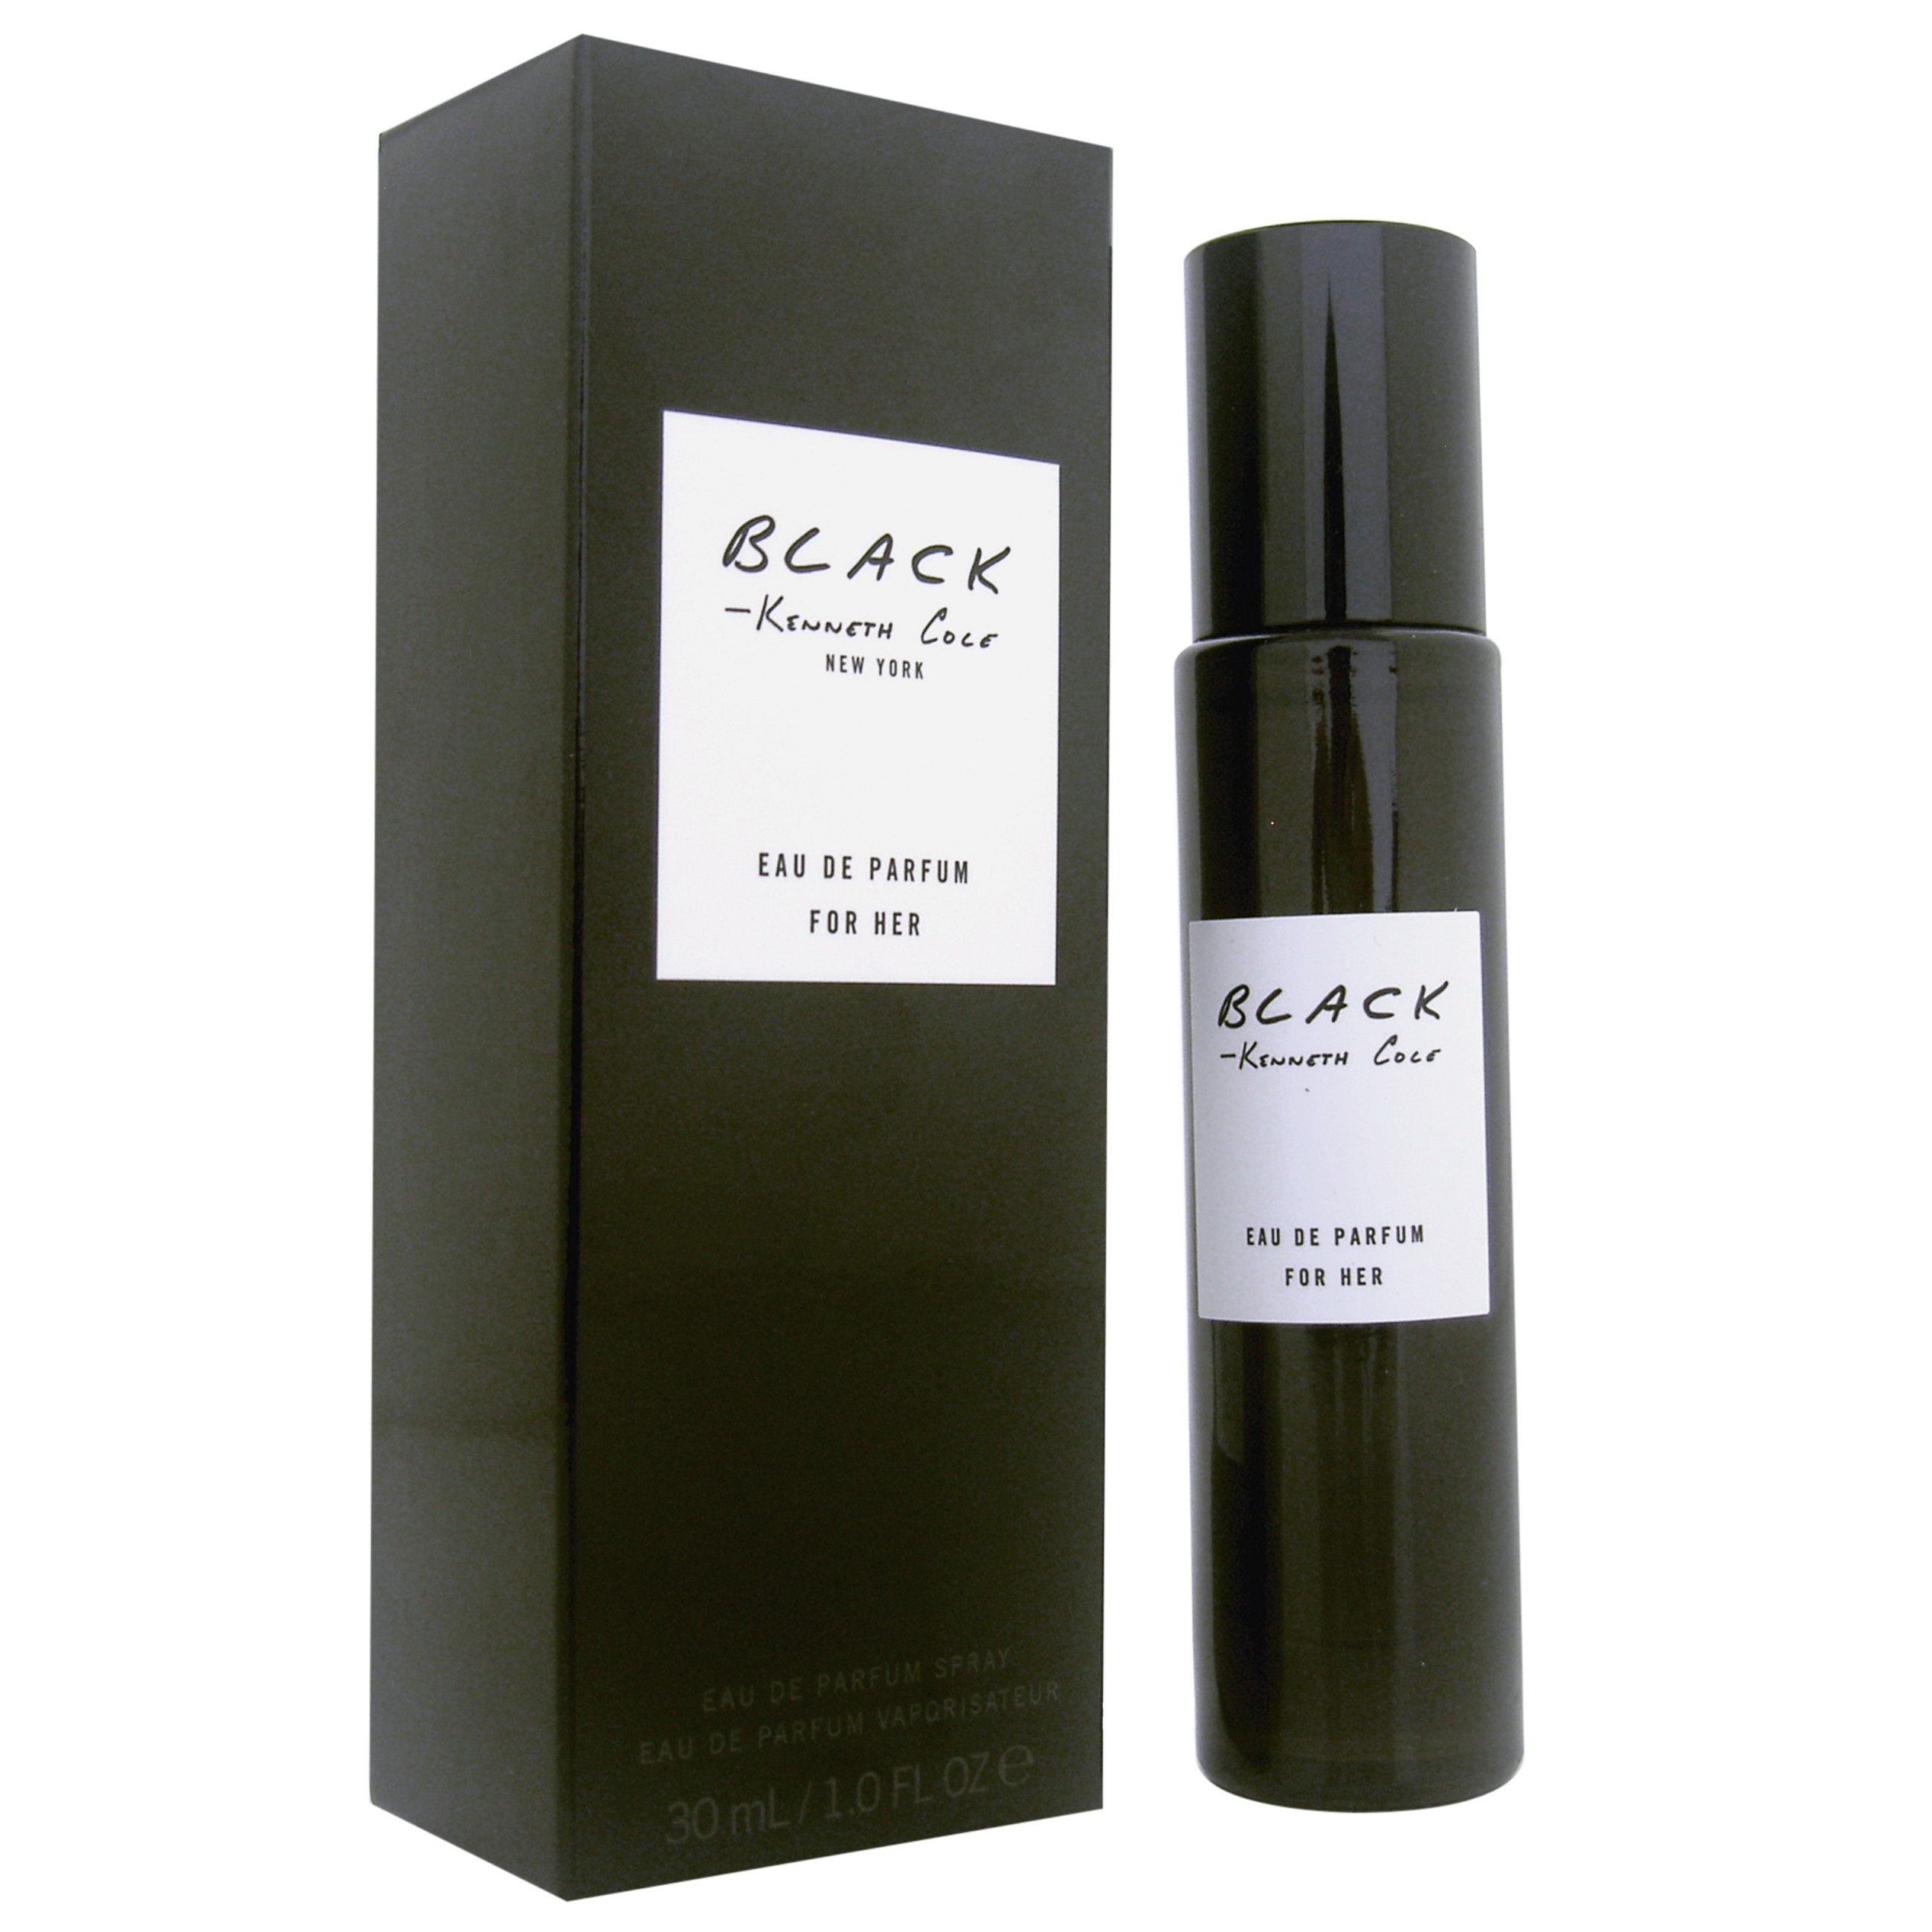 BLACK
–KENNETH COLE
NEW YORK
EAU DE PARFUM
FOR HER
EAU DE PARFUM SPRAY
EAU DE PARFUM VAPORISATEUR
30 mL / 1.0 FL OZ ℮
BLACK
–KENNETH COLE
EAU DE PARFUM
FOR HER